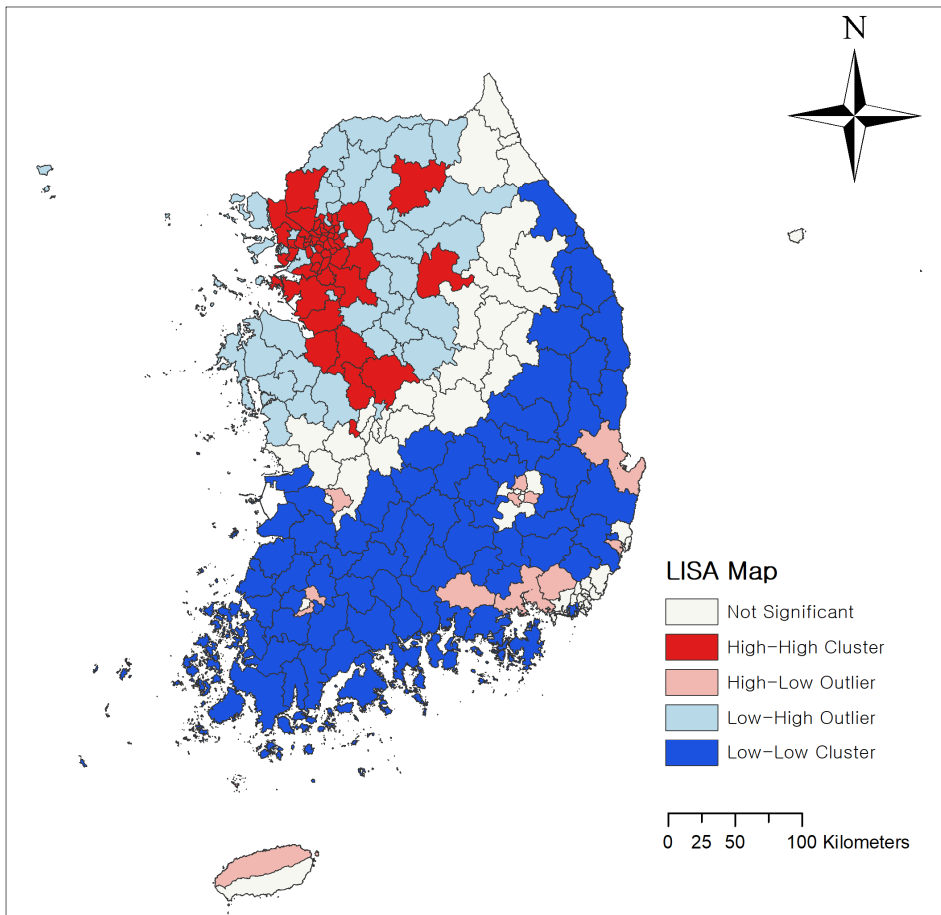 N
LISA Map
Not Significant
High-High Cluster
High-Low Outlier
Low-High Outlier
Low-Low Cluster
0 25 50 100 Kilometers